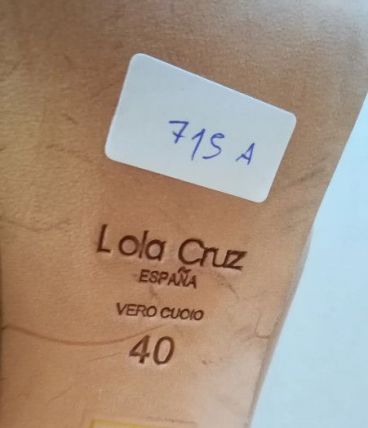 715 A
Lola Cruz
ESPAÑA
VERO CUOIO
40